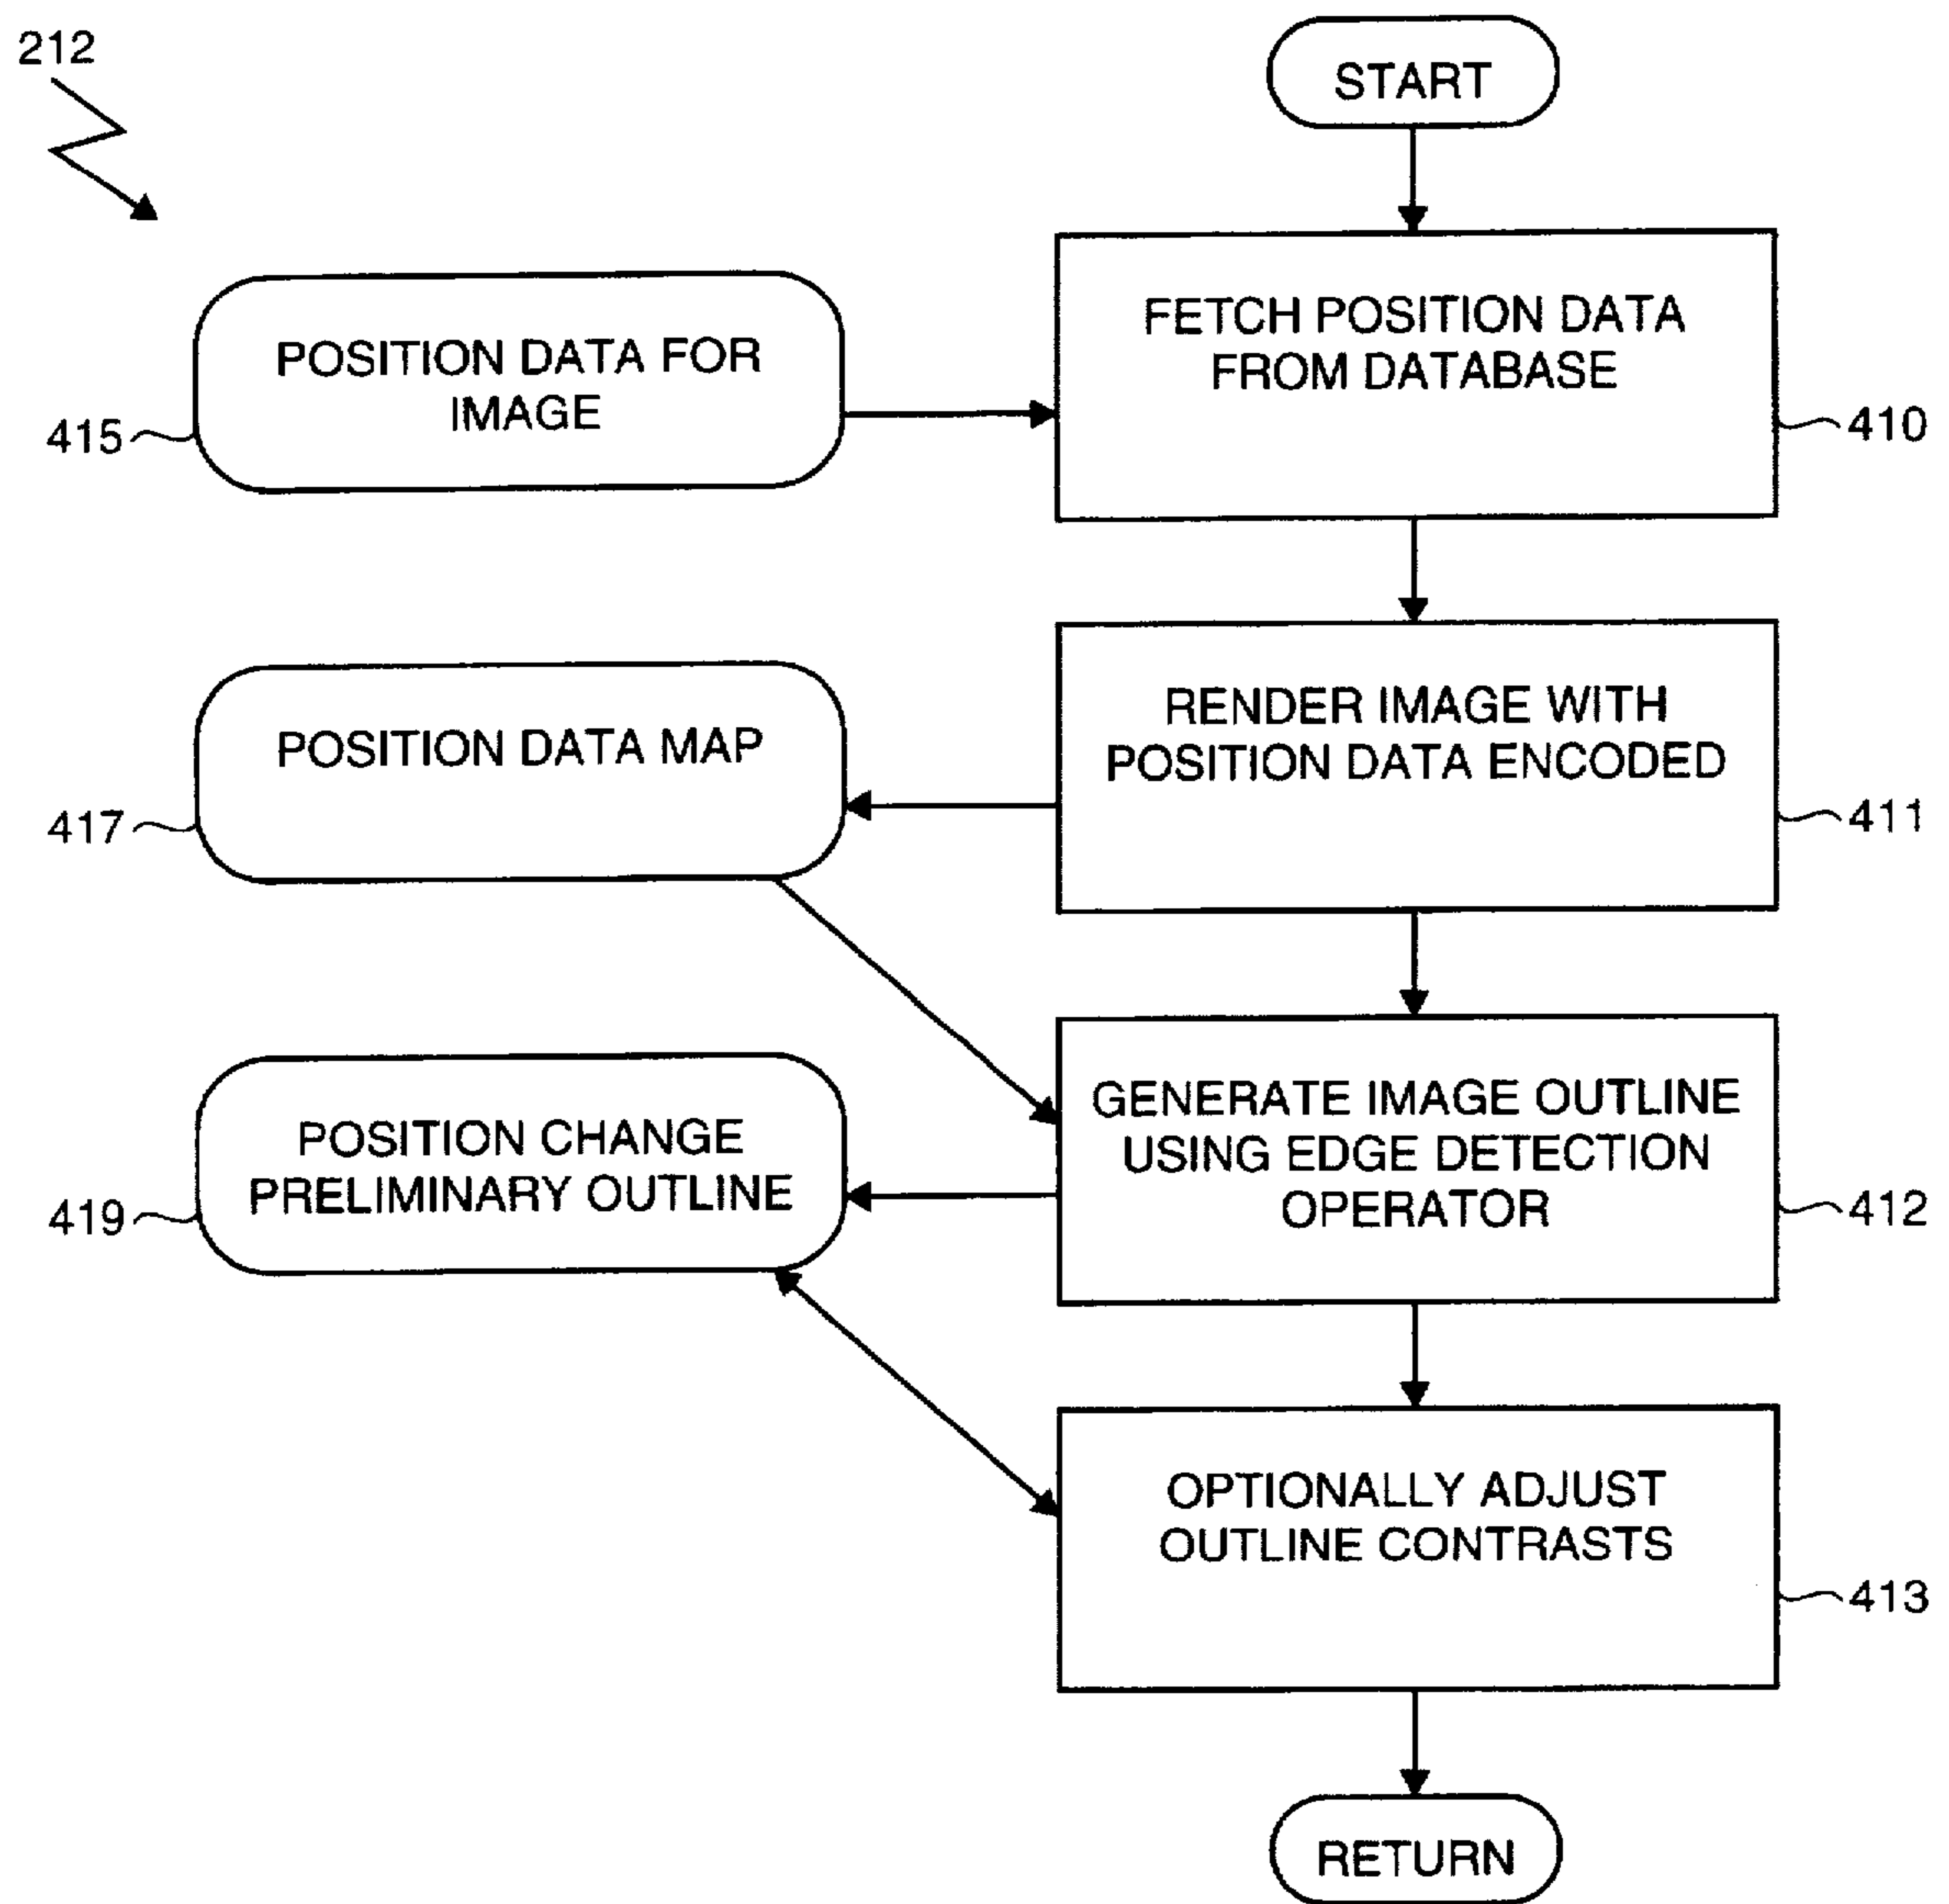 212
START
POSITION DATA FOR
IMAGE
415
FETCH POSITION DATA
FROM DATABASE
410
POSITION DATA MAP
417
RENDER IMAGE WITH
POSITION DATA ENCODED
411
POSITION CHANGE
PRELIMINARY OUTLINE
419
GENERATE IMAGE OUTLINE
USING EDGE DETECTION
OPERATOR
412
OPTIONALLY ADJUST
OUTLINE CONTRASTS
413
RETURN